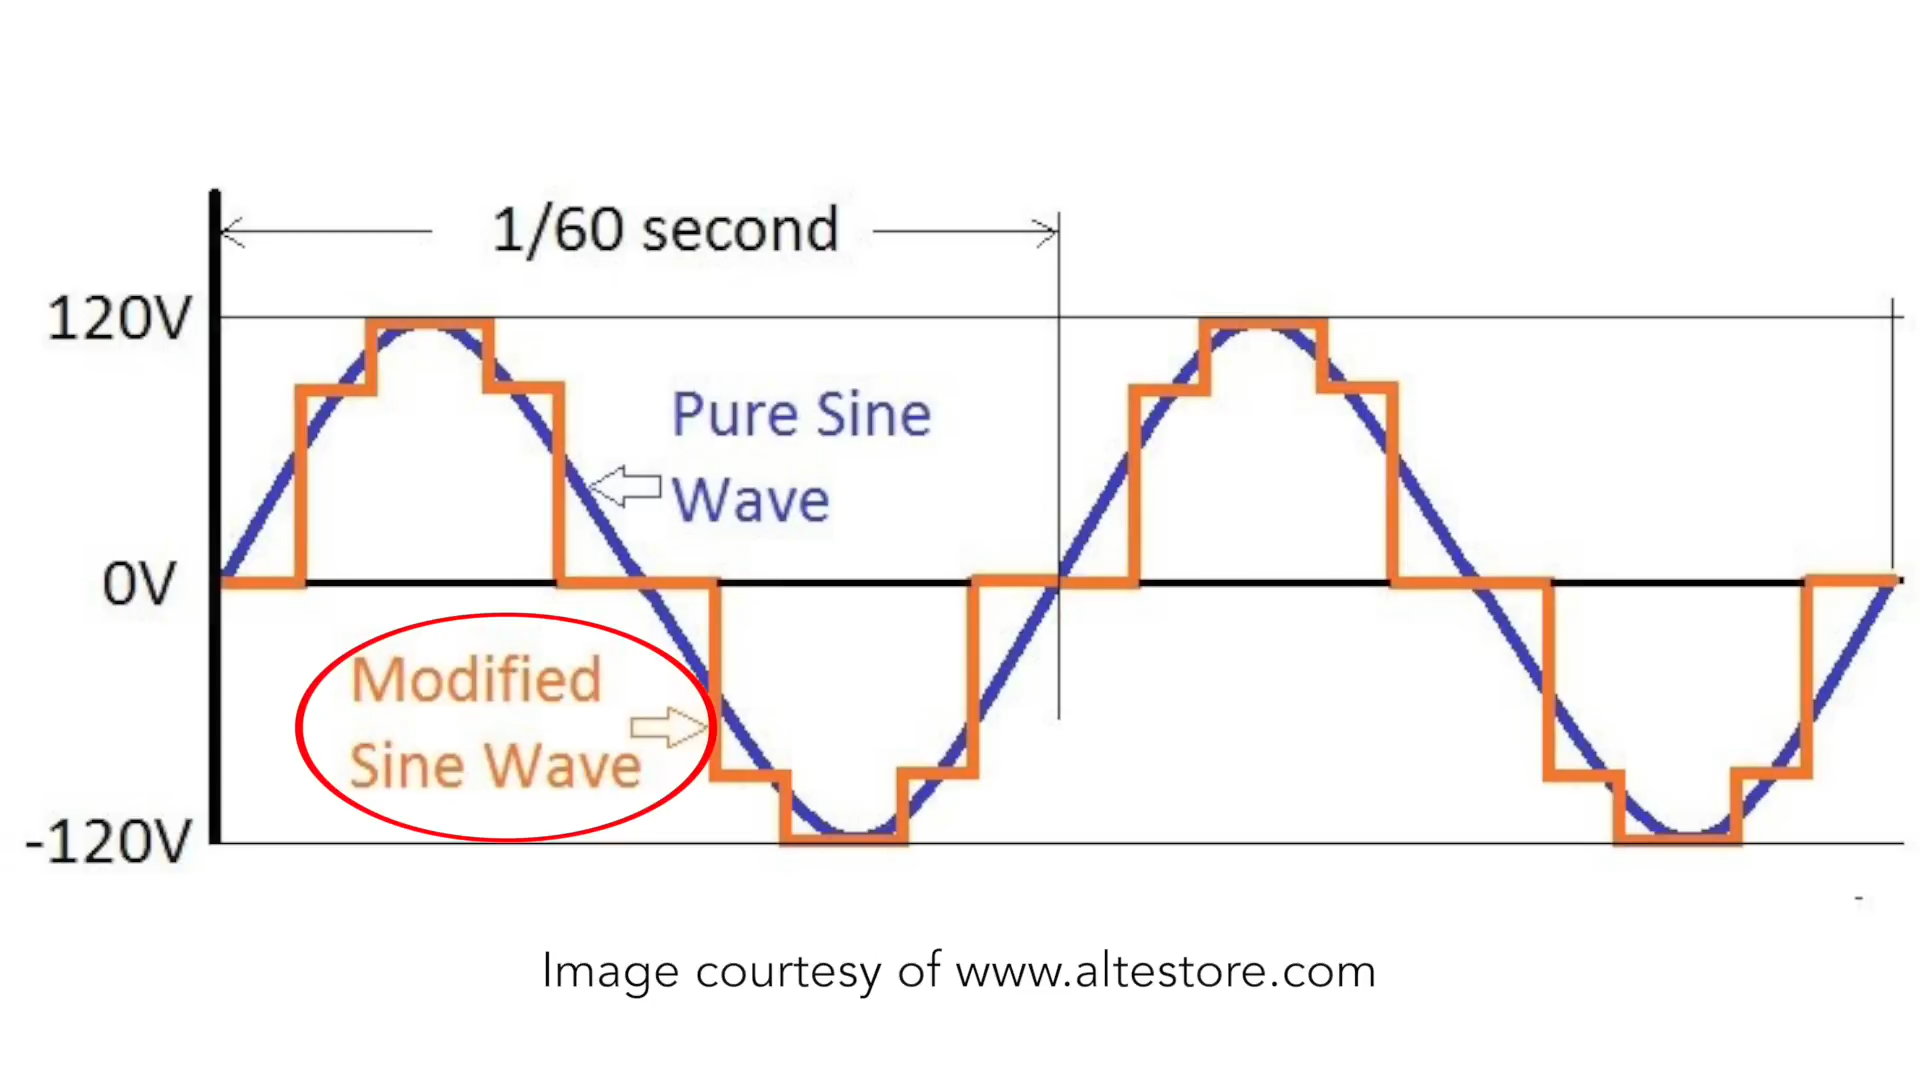 1/60 second
120V
Pure Sine
Wave
0V
Modified
Sine Wave
-120V
Image courtesy of www.altestore.com